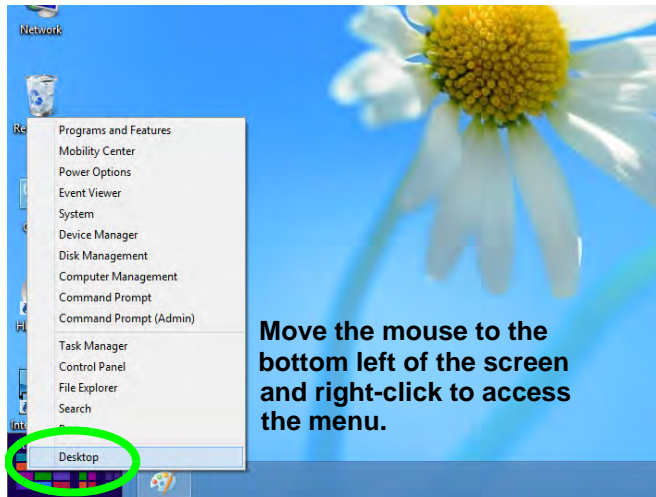 Network
Programs and Features
Mobility Center
Power Options
Event Viewer
System
Device Manager
Disk Management
Computer Management
Command Prompt
Command Prompt (Admin)
Task Manager
Control Panel
File Explorer
Search
Desktop
Move the mouse to the
bottom left of the screen
and right-click to access
the menu.